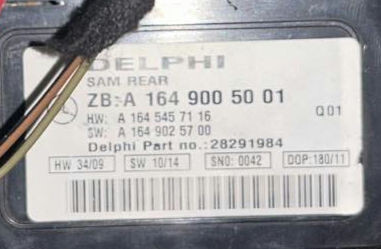 DELPHI
SAM REAR
ZB: A 164 900 50 01
HW: A 164 545 71 16 Q01
SW: A 164 902 57 00
Delphi Part no.: 28291984
HW 34/09 SW 10/14 SNO: 0042 DOP: 180/11